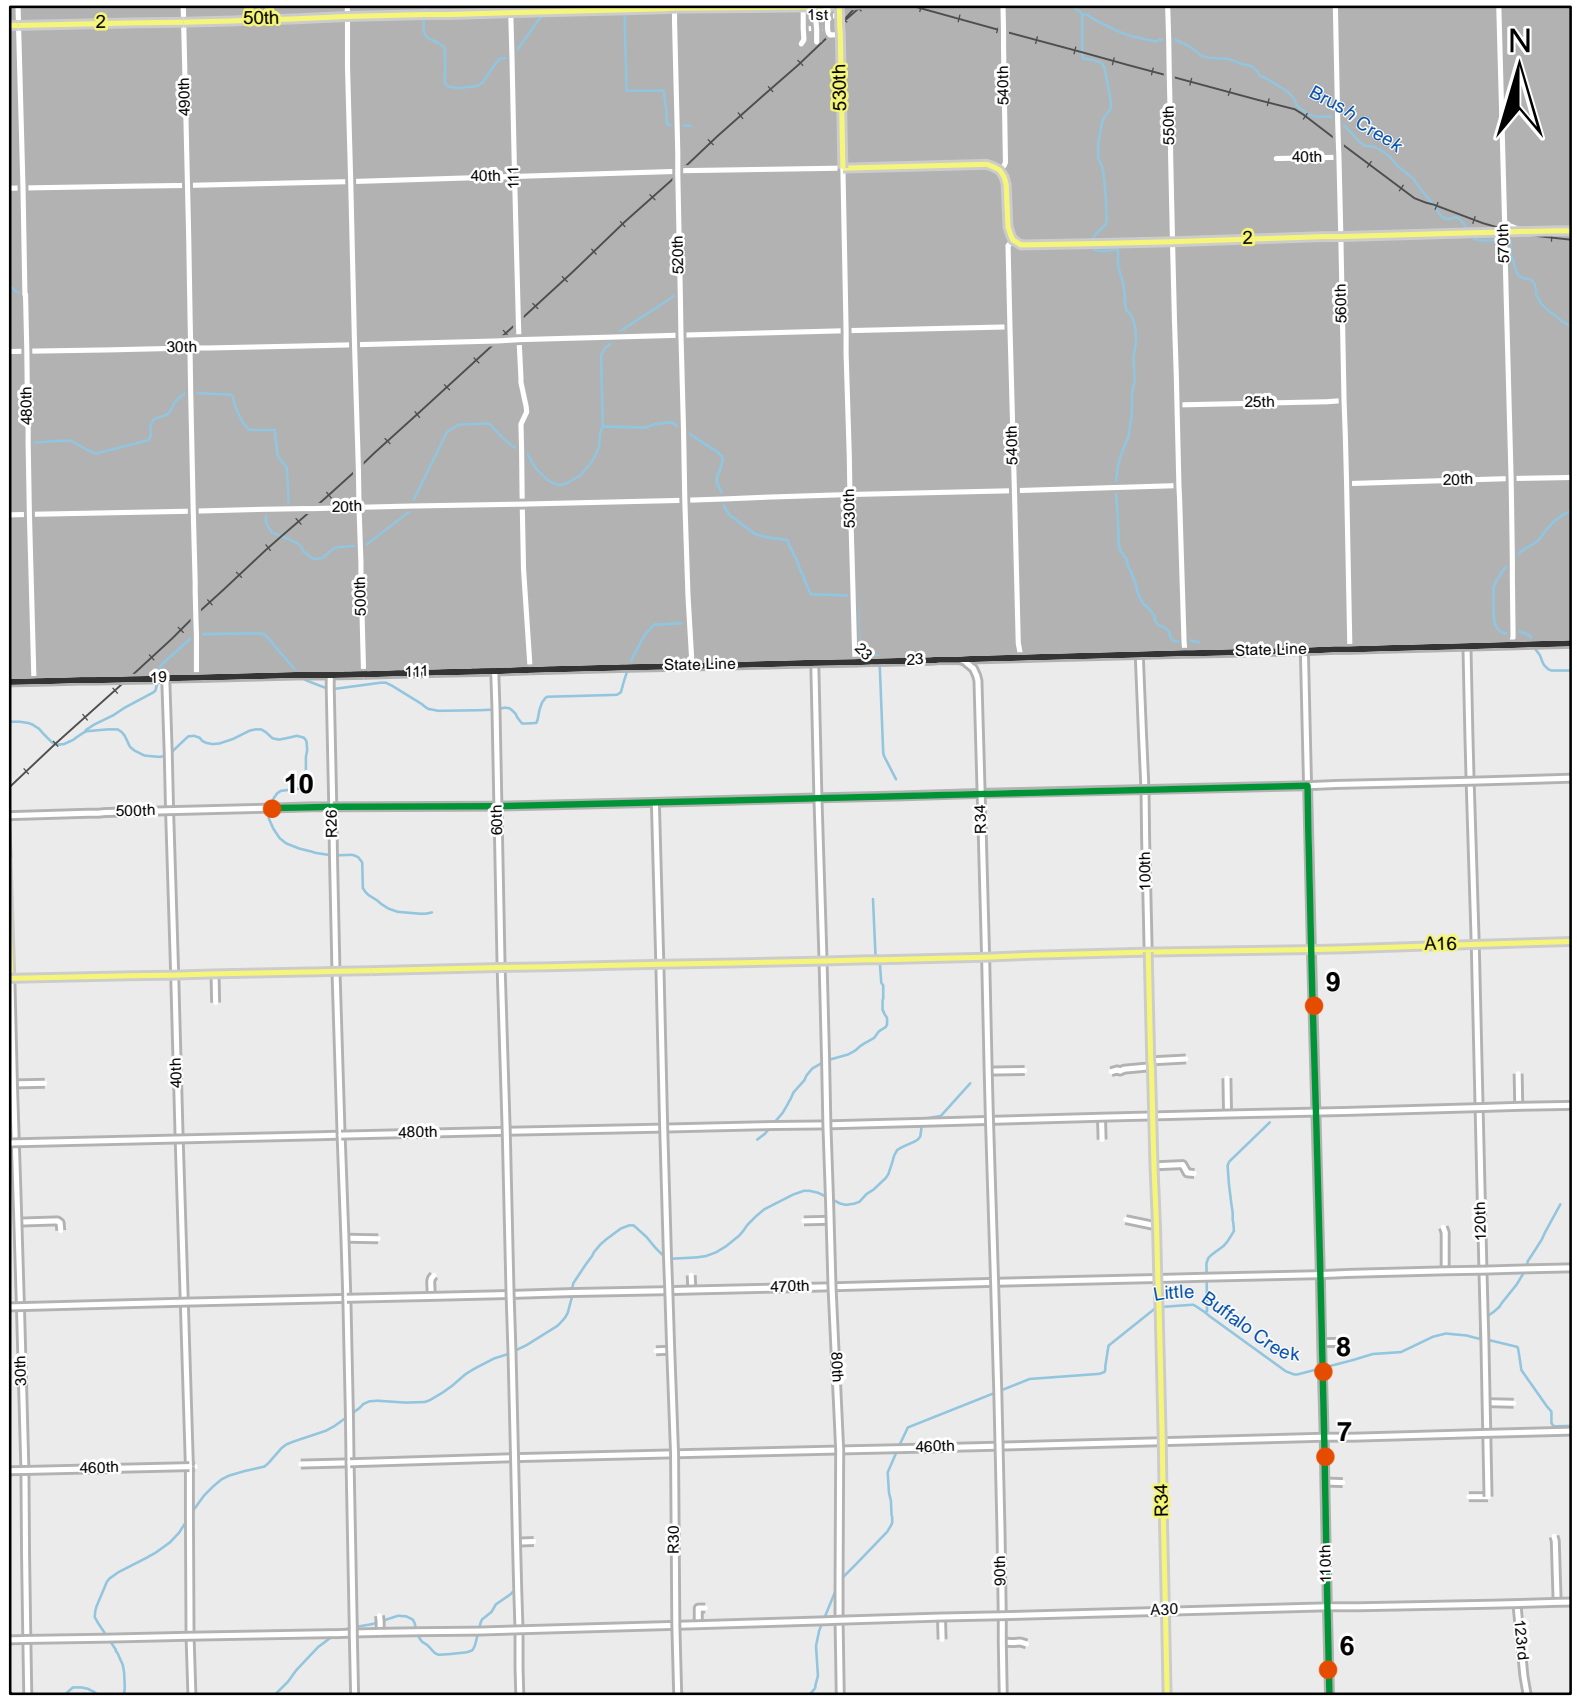 2
50th
1st
N
490th
530th
540th
550th
Brush Creek
40th
111
40th
520th
2
570th
560th
30th
480th
25th
540th
20th
530th
20th
500th
23
23
State Line
State Line
111
19
10
500th
R26
60th
R34
100th
A16
9
40th
480th
120th
470th
Little Buffalo Creek
8
30th
80th
7
460th
460th
R34
R30
90th
110th
A30
123rd
6